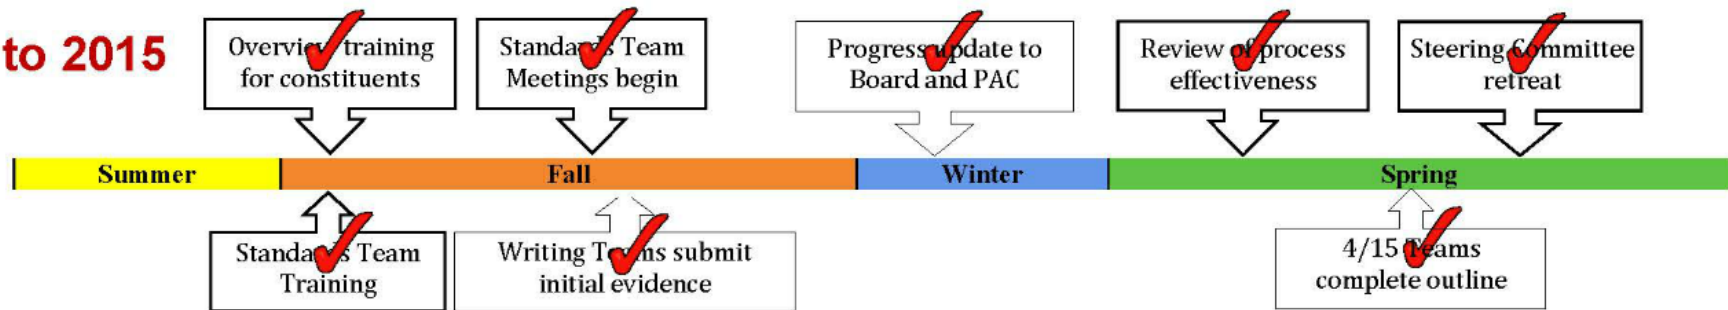 to 2015
Overview training
for constituents
Standards Team
Meetings begin
Progress update to
Board and PAC
Review of process
effectiveness
Steering Committee
retreat
Summer
Fall
Winter
Spring
Standards Team
Training
Writing Teams submit
initial evidence
4/15 Teams
complete outline